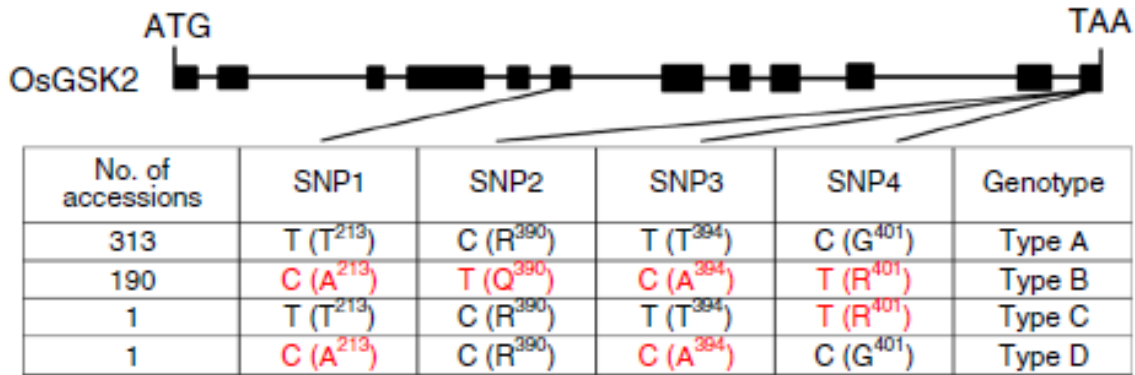 ATG TAA
OsGSK2
No. of accessions SNP1 SNP2 SNP3 SNP4 Genotype
313 T (T²¹³) C (R³⁹⁰) T (T³⁹⁴) C (G⁴⁰¹) Type A
190 C (A²¹³) T (Q³⁹⁰) C (A³⁹⁴) T (R⁴⁰¹) Type B
1 T (T²¹³) C (R³⁹⁰) T (T³⁹⁴) T (R⁴⁰¹) Type C
1 C (A²¹³) C (R³⁹⁰) C (A³⁹⁴) C (G⁴⁰¹) Type D